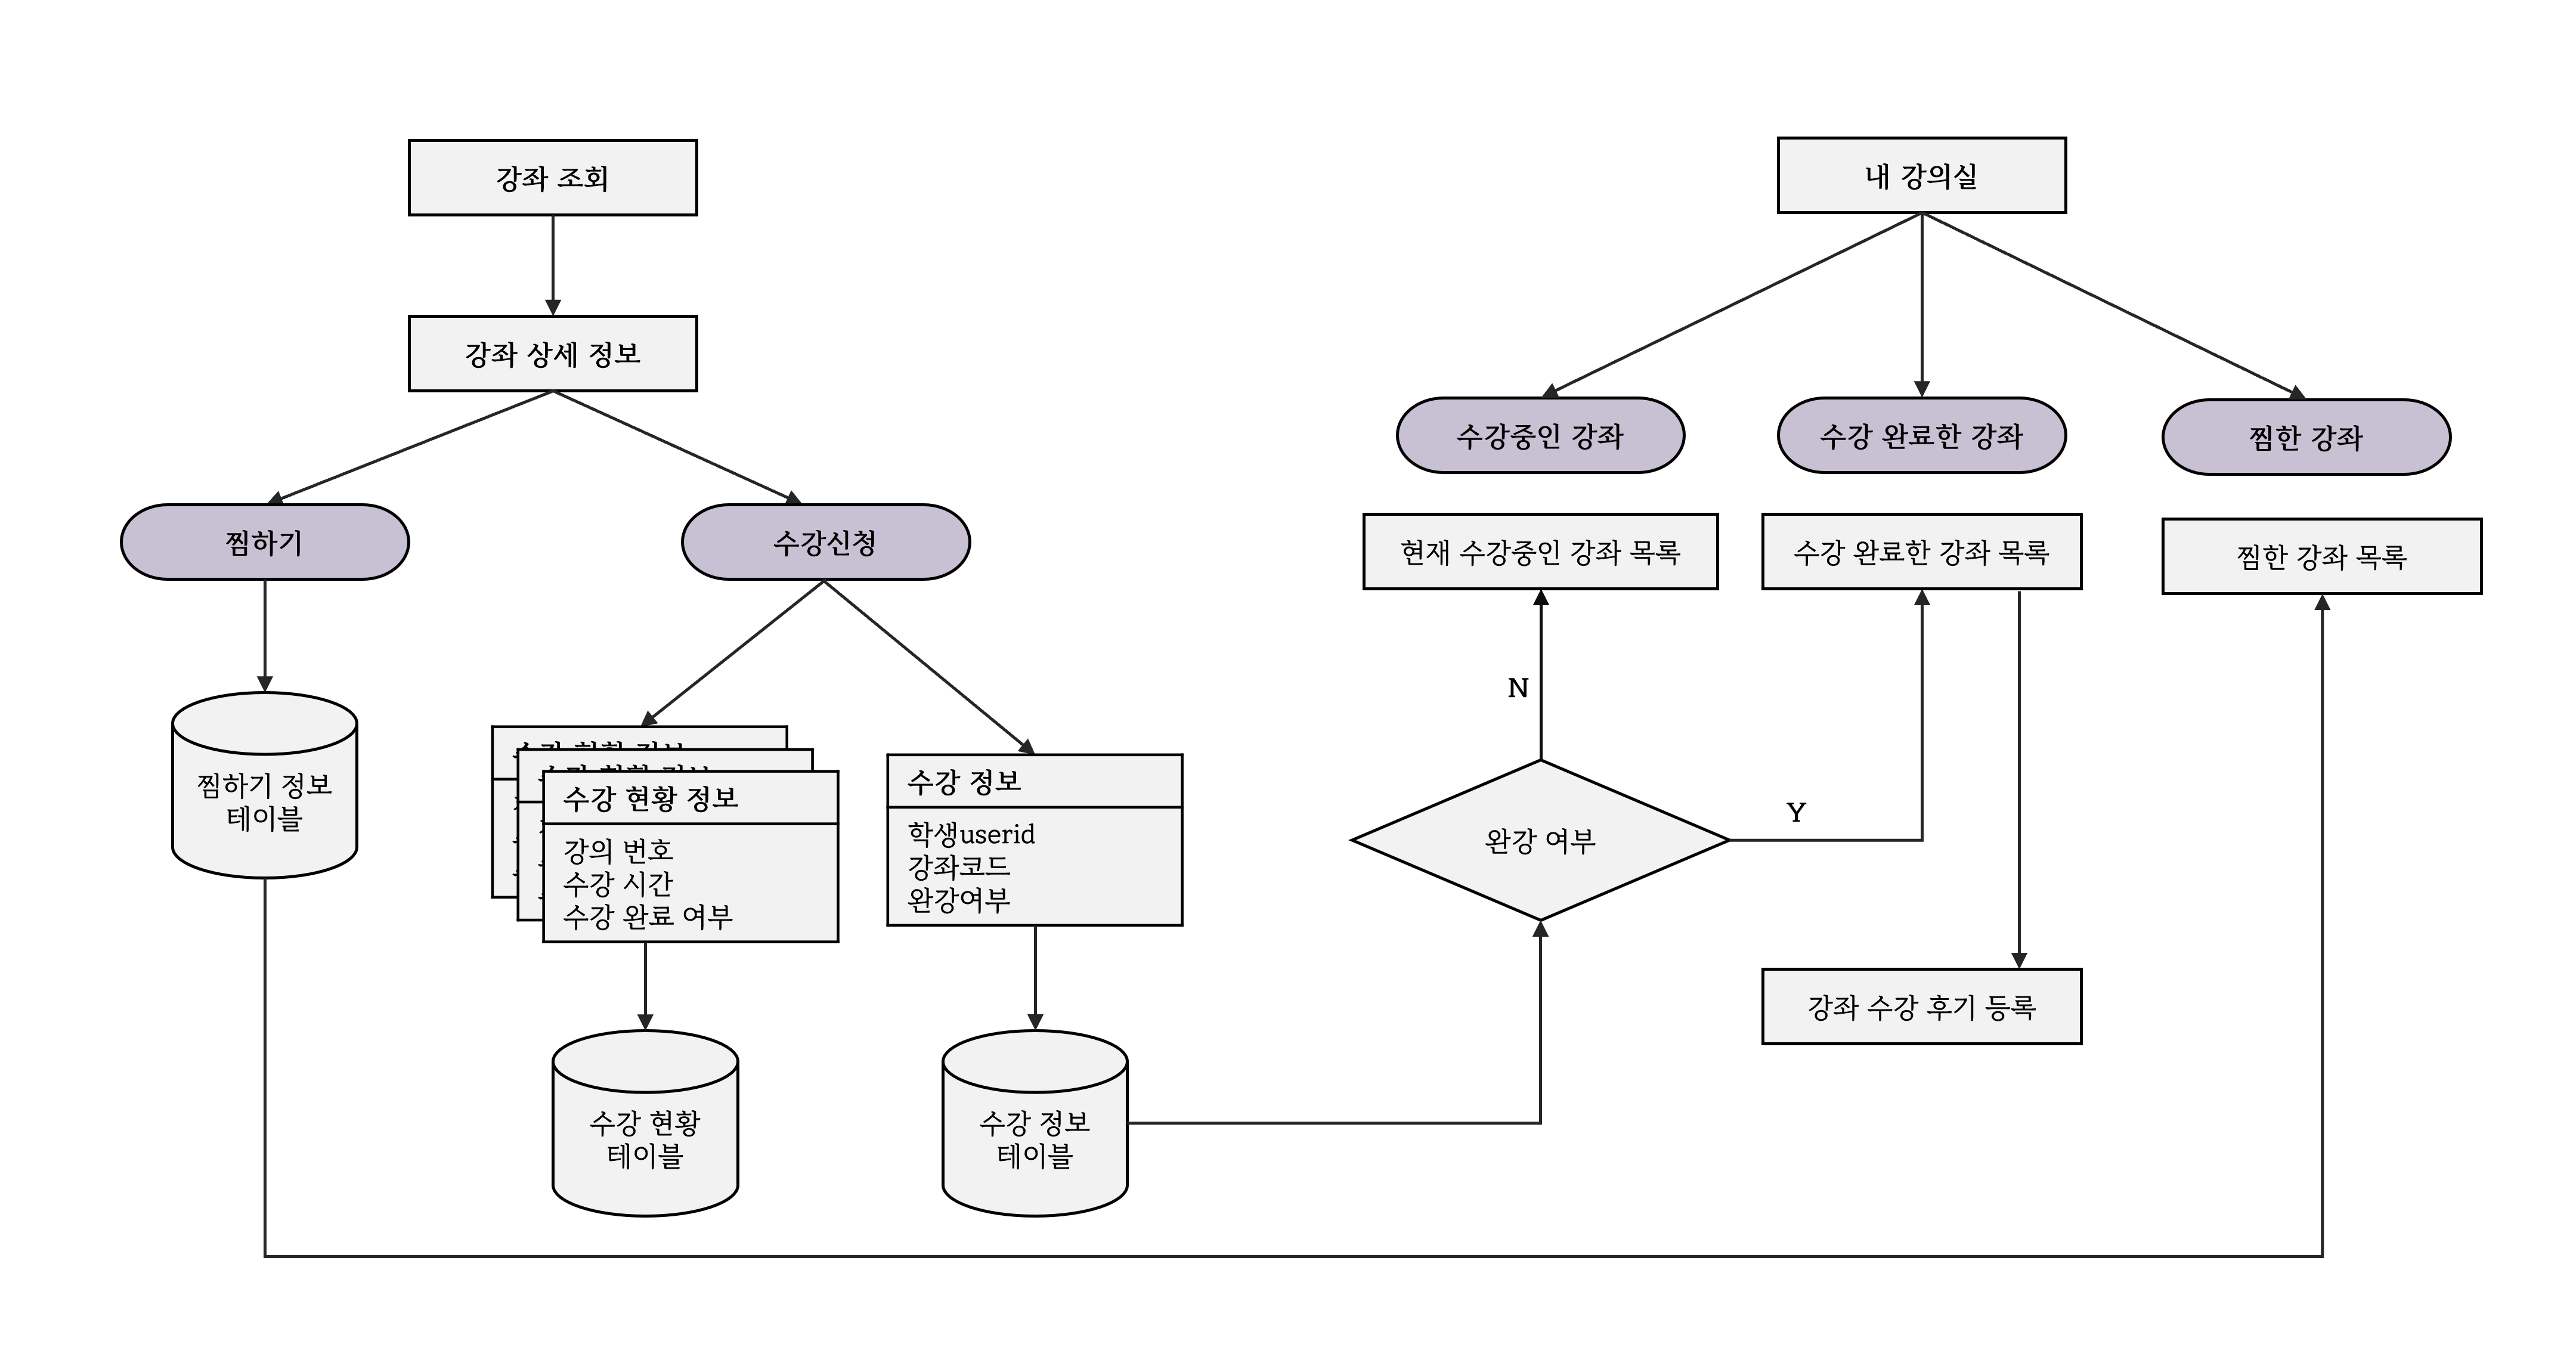 강좌 조회
강좌 상세 정보
찜하기
수강신청
찜하기 정보
테이블
수강 현황 정보
강의 번호
수강 시간
수강 완료 여부
수강 정보
학생userid
강좌코드
완강여부
수강 현황
테이블
수강 정보
테이블
내 강의실
수강중인 강좌
수강 완료한 강좌
찜한 강좌
현재 수강중인 강좌 목록
수강 완료한 강좌 목록
찜한 강좌 목록
N
Y
완강 여부
강좌 수강 후기 등록